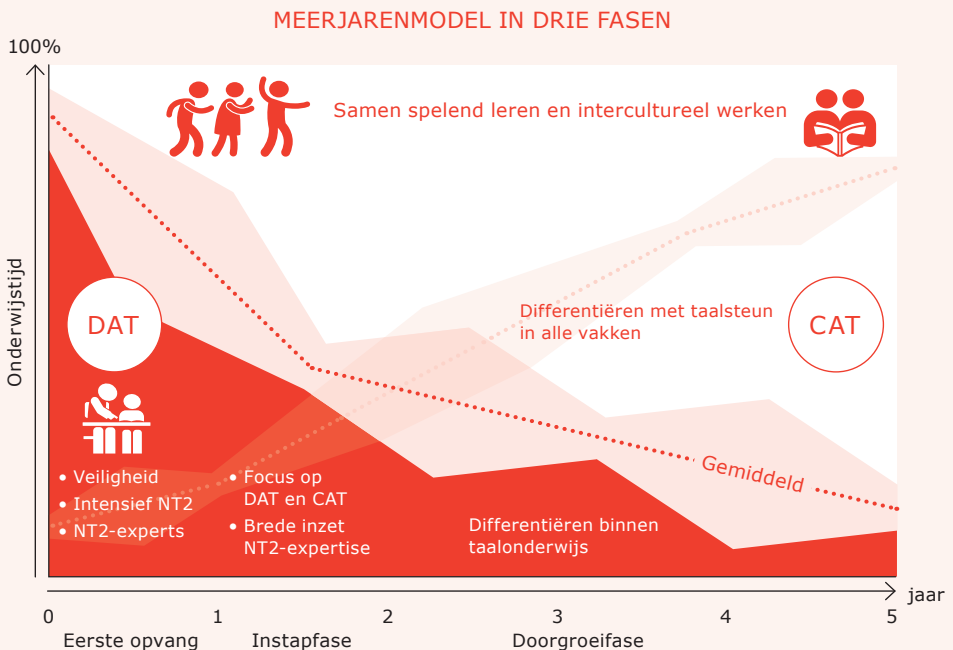 MEERJARENMODEL IN DRIE FASEN
100%
Samen spelend leren en intercultureel werken
Onderwijstijd
Differentiëren met taalsteun
in alle vakken
DAT
CAT
Gemiddeld
• Veiligheid
• Intensief NT2
• NT2-experts
• Focus op
DAT en CAT
• Brede inzet
NT2-expertise
Differentiëren binnen
taalonderwijs
jaar
0 1 2 3 4 5
Eerste opvang Instapfase Doorgroeifase